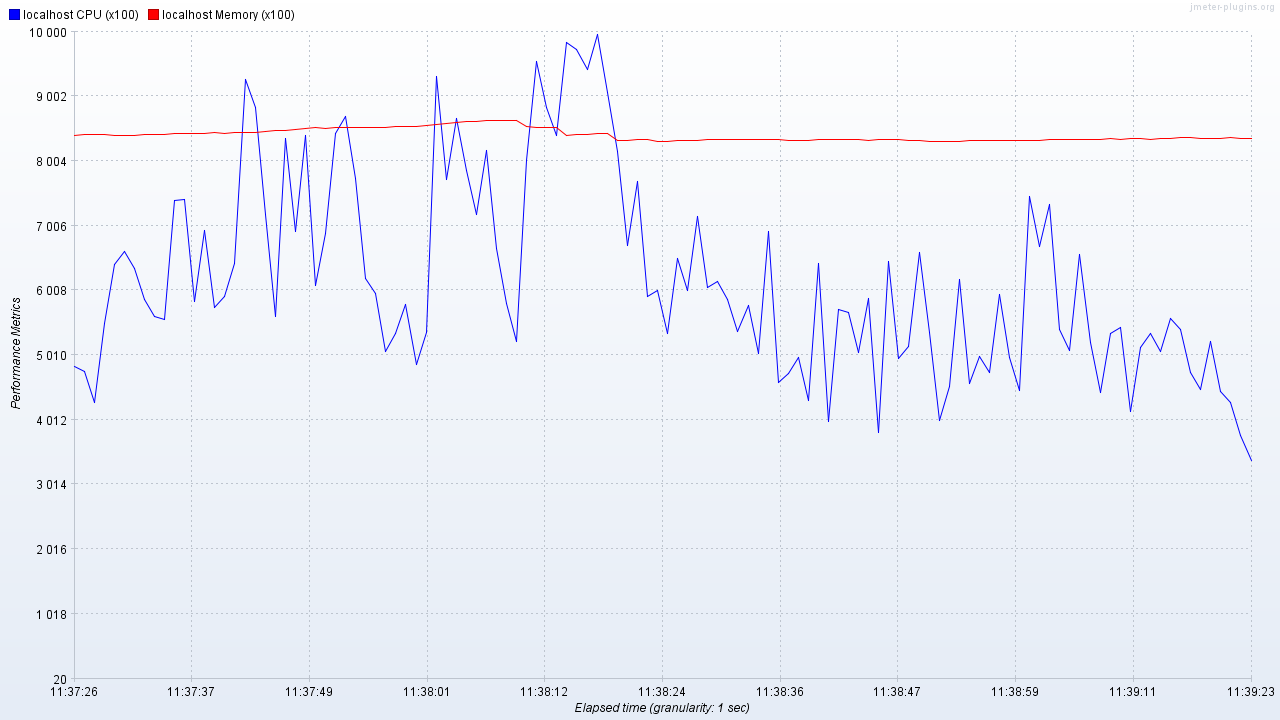 localhost CPU (x100) localhost Memory (x100)
jmeter-plugins.org
10 000
9 002
8 004
7 006
6 008
5 010
4 012
3 014
2 016
1 018
20
Performance Metrics
11:37:26 11:37:37 11:37:49 11:38:01 11:38:12 11:38:24 11:38:36 11:38:47 11:38:59 11:39:11 11:39:23
Elapsed time (granularity: 1 sec)